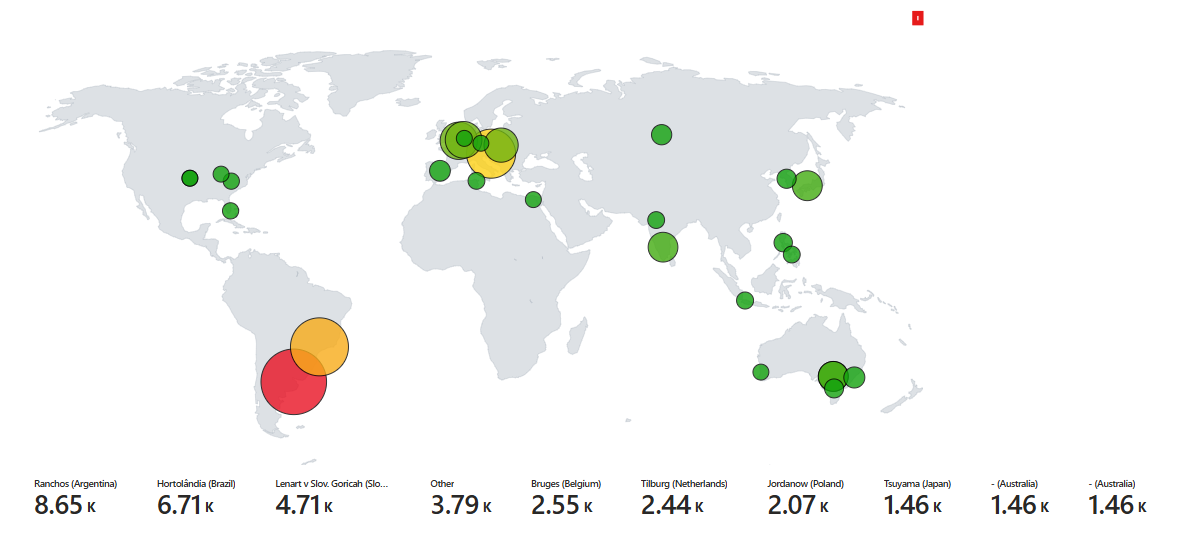 Ranchos (Argentina)
8.65 K
Hortolândia (Brazil)
6.71 K
Lenart v Slov. Goricah (Slo...
4.71 K
Other
3.79 K
Bruges (Belgium)
2.55 K
Tilburg (Netherlands)
2.44 K
Jordanow (Poland)
2.07 K
Tsuyama (Japan)
1.46 K
- (Australia)
1.46 K
- (Australia)
1.46 K